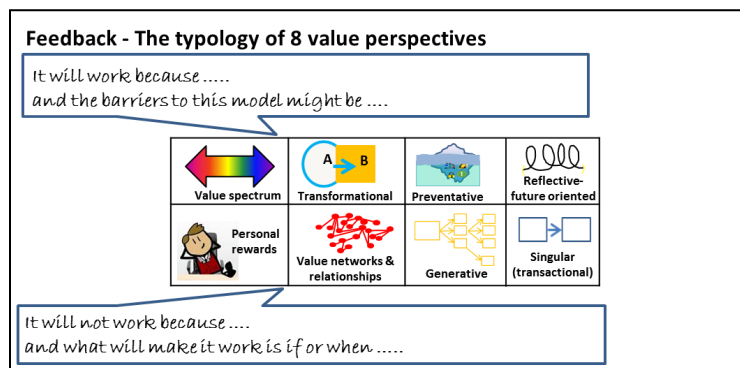 Feedback - The typology of 8 value perspectives
It will work because .....
and the barriers to this model might be ....
Value spectrum
A B
Transformational
Preventative
Reflective-
future oriented
Personal
rewards
Value networks &
relationships
Generative
Singular
(transactional)
It will not work because ....
and what will make it work is if or when .....